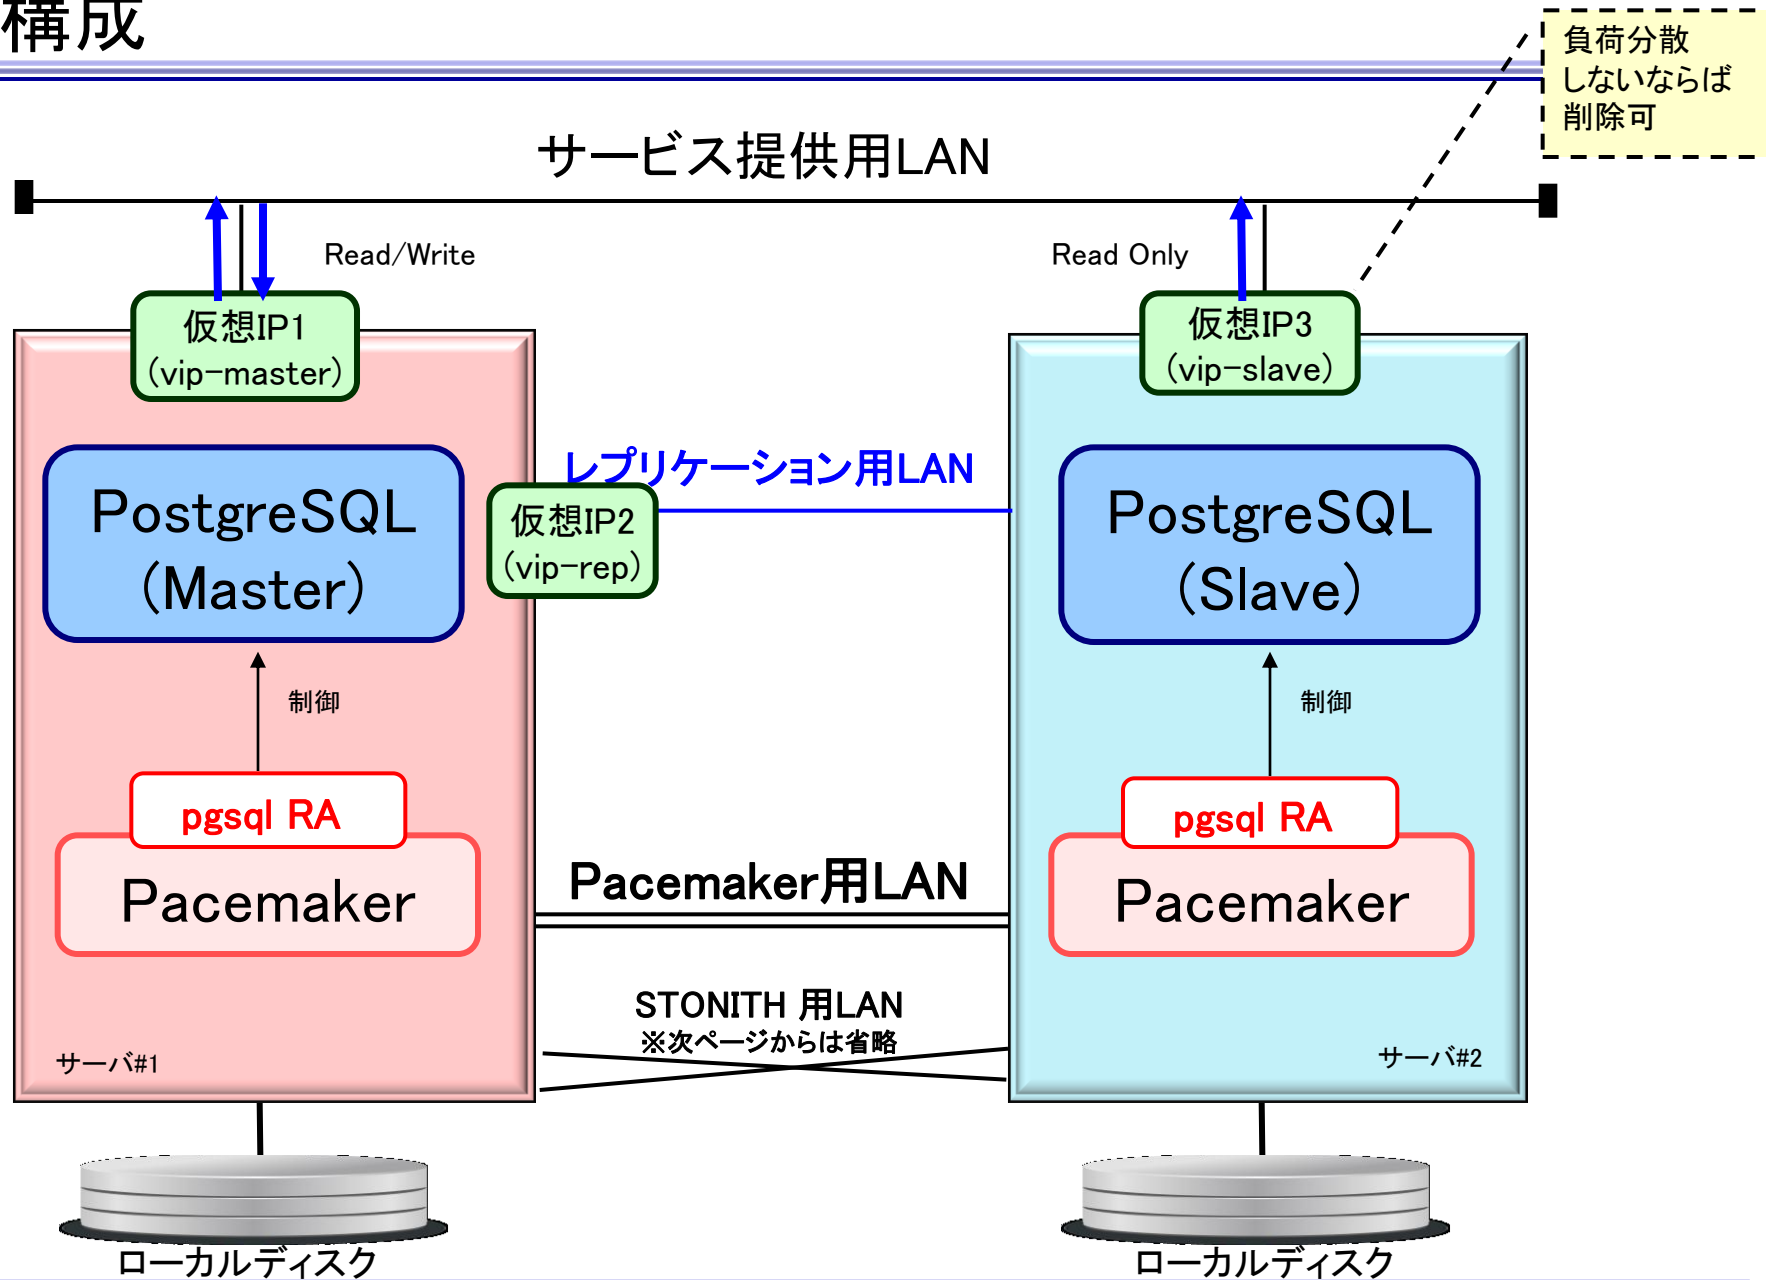 構成
負荷分散
しないならば
削除可
サービス提供用LAN
Read/Write
Read Only
仮想IP1
(vip-master)
仮想IP3
(vip-slave)
レプリケーション用LAN
PostgreSQL
(Master)
仮想IP2
(vip-rep)
PostgreSQL
(Slave)
制御
制御
pgsql RA
pgsql RA
Pacemaker
Pacemaker用LAN
Pacemaker
STONITH 用LAN
※次ページからは省略
サーバ#1
サーバ#2
ローカルディスク
ローカルディスク